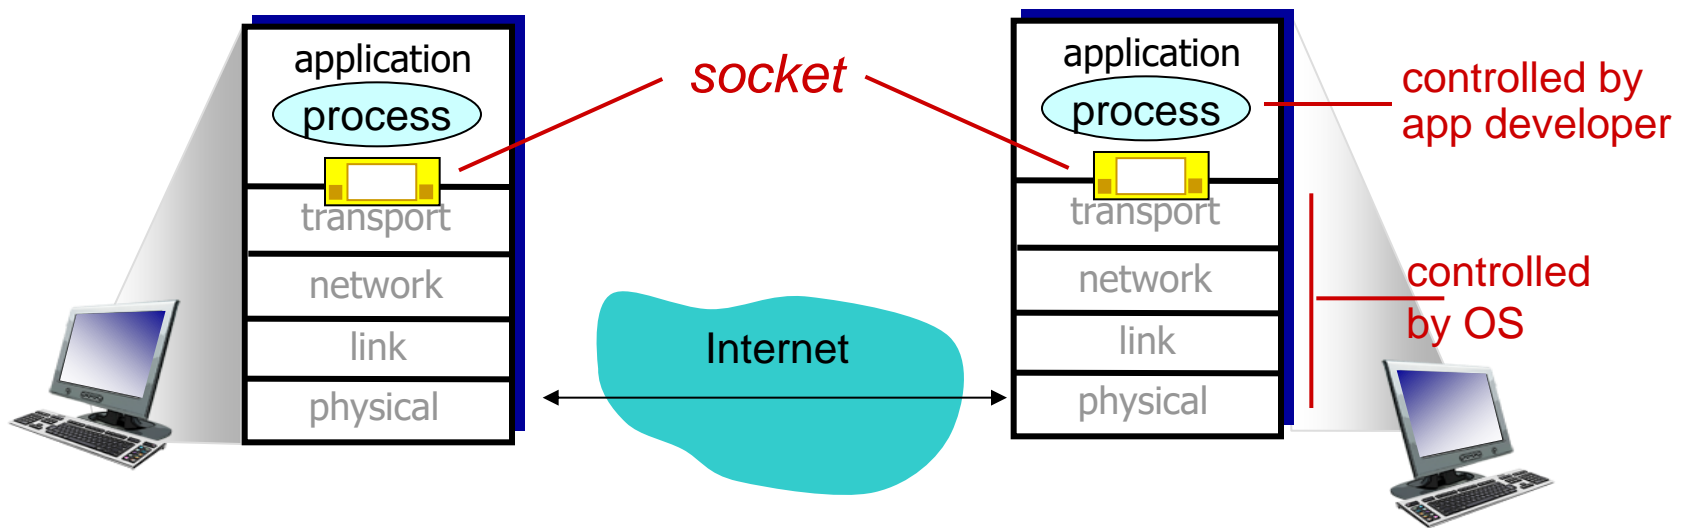 application
process
transport
network
link
physical
socket
Internet
application
process
transport
network
link
physical
controlled by
app developer
controlled
by OS